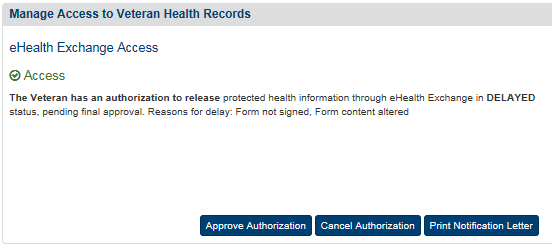 Manage Access to Veteran Health Records
eHealth Exchange Access
Access
The Veteran has an authorization to release protected health information through eHealth Exchange in DELAYED
status, pending final approval. Reasons for delay: Form not signed, Form content altered
Approve Authorization Cancel Authorization Print Notification Letter